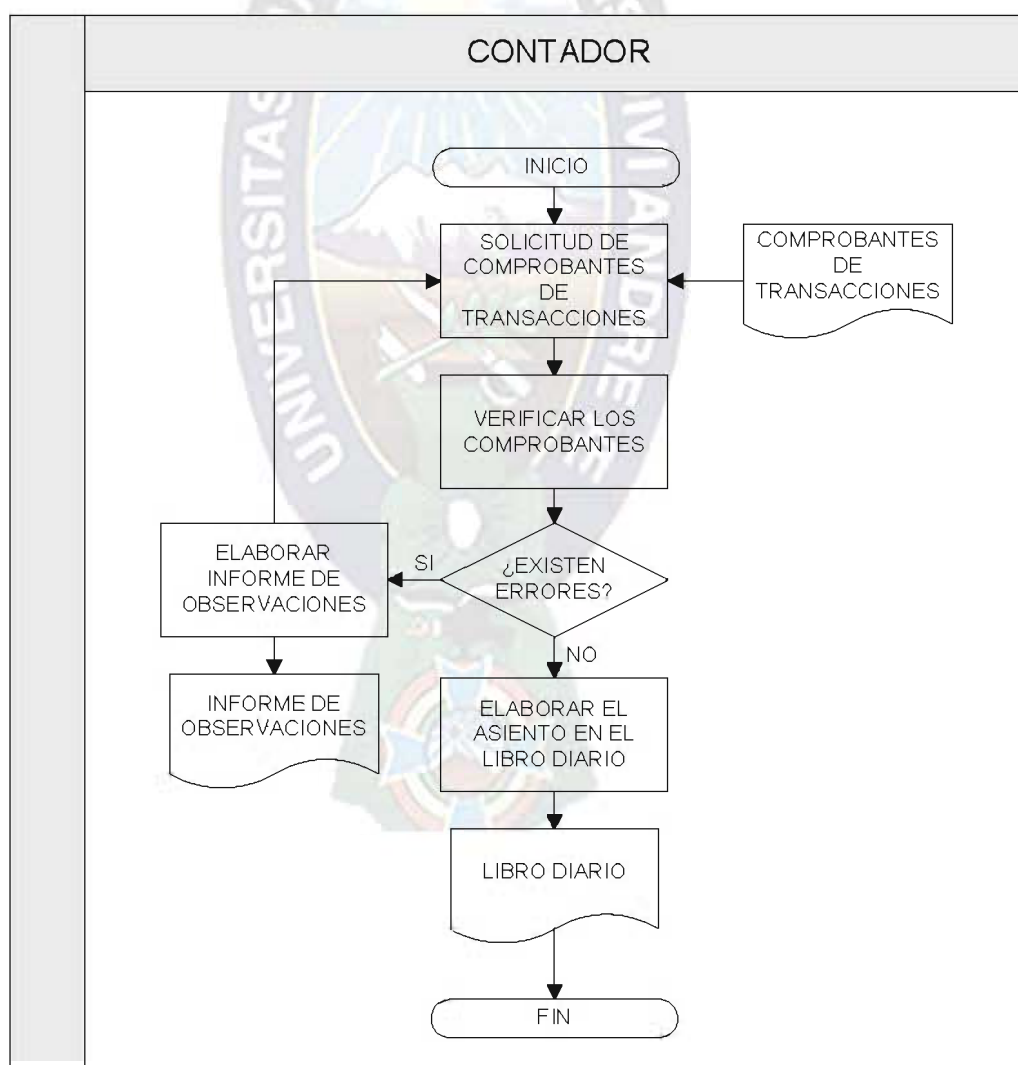 CONTADOR
INICIO
SOLICITUD DE
COMPROBANTES
DE
TRANSACCIONES
COMPROBANTES
DE
TRANSACCIONES
VERIFICAR LOS
COMPROBANTES
¿EXISTEN
ERRORES?
SI
ELABORAR
INFORME DE
OBSERVACIONES
INFORME DE
OBSERVACIONES
NO
ELABORAR EL
ASIENTO EN EL
LIBRO DIARIO
LIBRO DIARIO
FIN
UNIVERSITAS